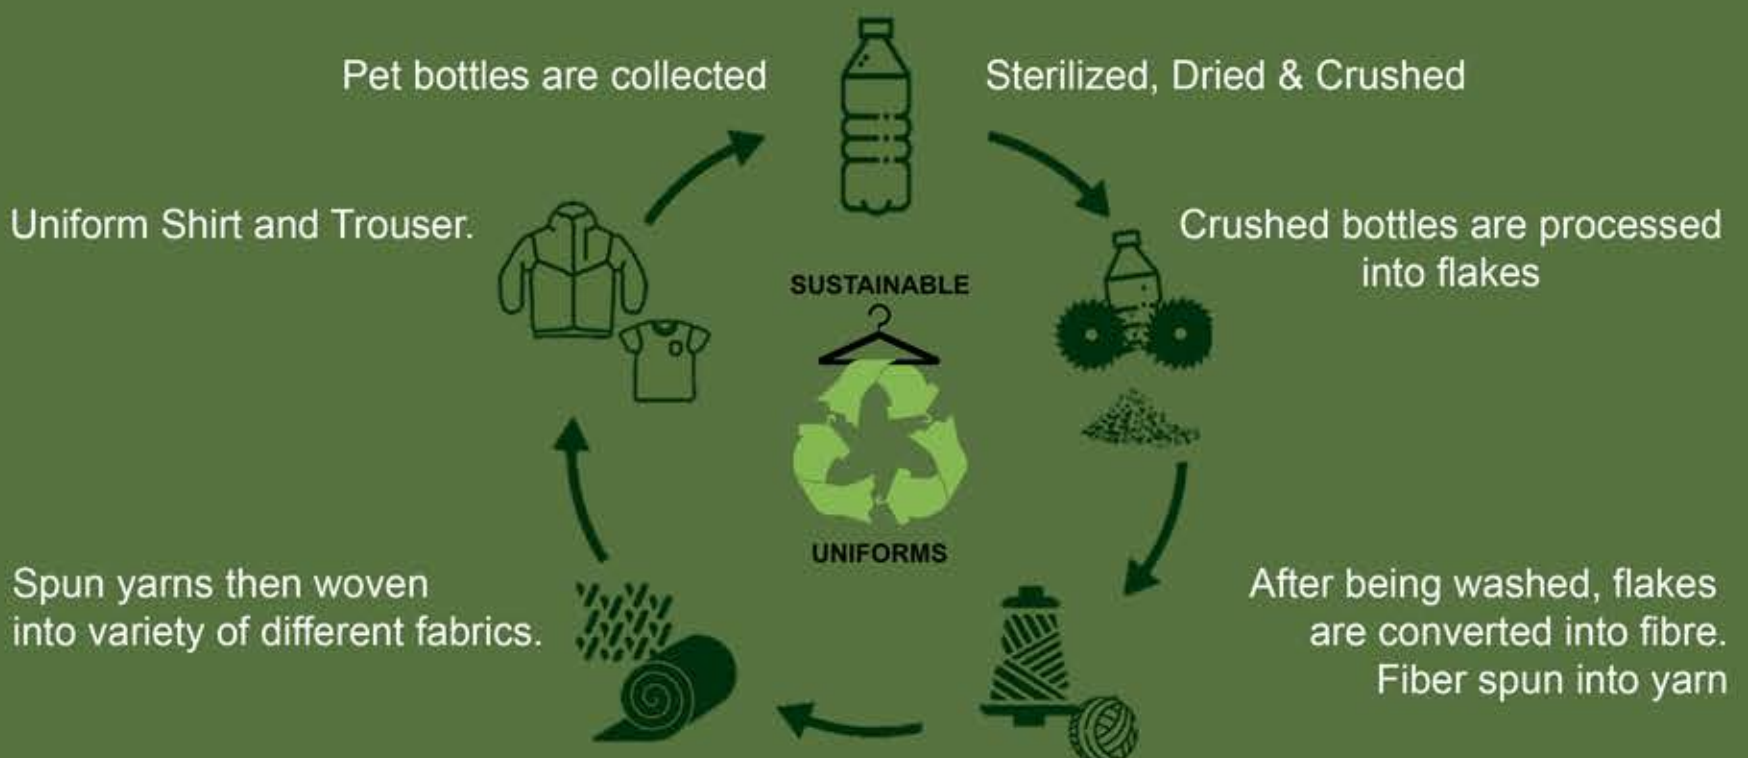 Pet bottles are collected
Sterilized, Dried & Crushed
Uniform Shirt and Trouser.
Crushed bottles are processed
into flakes
SUSTAINABLE
UNIFORMS
Spun yarns then woven
into variety of different fabrics.
After being washed, flakes
are converted into fibre.
Fiber spun into yarn